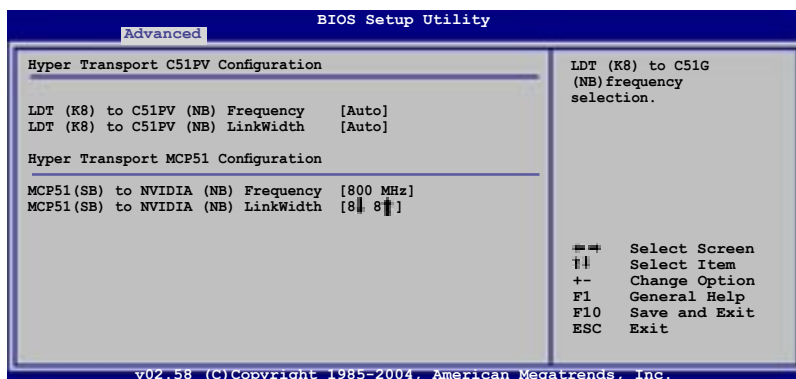 BIOS Setup Utility
Advanced
Hyper Transport C51PV Configuration
LDT (K8) to C51PV (NB) Frequency [Auto]
LDT (K8) to C51PV (NB) LinkWidth [Auto]
Hyper Transport MCP51 Configuration
MCP51(SB) to NVIDIA (NB) Frequency [800 MHz]
MCP51(SB) to NVIDIA (NB) LinkWidth [8↓ 8↑]
LDT (K8) to C51G
(NB)frequency
selection.
←→ Select Screen
↑↓ Select Item
+- Change Option
F1 General Help
F10 Save and Exit
ESC Exit
v02.58 (C)Copyright 1985-2004, American Megatrends, Inc.